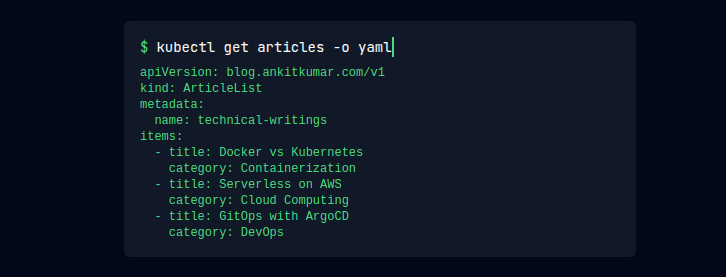 $ kubectl get articles -o yaml
apiVersion: blog.ankitkumar.com/v1
kind: ArticleList
metadata:
  name: technical-writings
items:
  - title: Docker vs Kubernetes
    category: Containerization
  - title: Serverless on AWS
    category: Cloud Computing
  - title: GitOps with ArgoCD
    category: DevOps